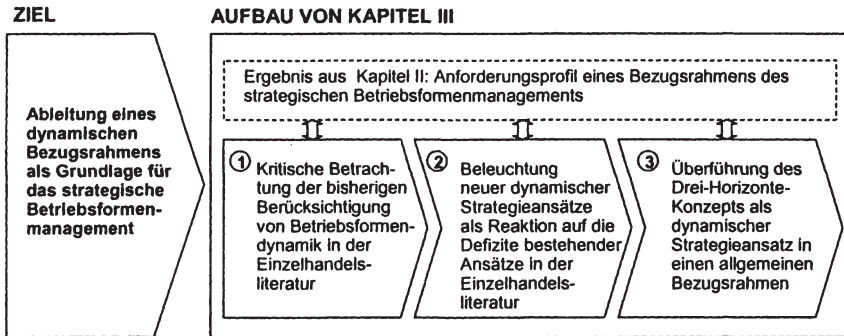 ZIEL
AUFBAU VON KAPITEL III
Ableitung eines
dynamischen
Bezugsrahmens
als Grundlage für
das strategische
Betriebsformen-
management
Ergebnis aus Kapitel II: Anforderungsprofil eines Bezugsrahmens des
strategischen Betriebsformenmanagements
1 Kritische Betrach-
tung der bisherigen
Berücksichtigung
von Betriebsformen-
dynamik in der
Einzelhandels-
literatur
2 Beleuchtung
neuer dynamischer
Strategieansätze
als Reaktion auf die
Defizite bestehender
Ansätze in der
Einzelhandels-
literatur
3 Überführung des
Drei-Horizonte-
Konzepts als
dynamischer
Strategieansatz in
einen allgemeinen
Bezugsrahmen